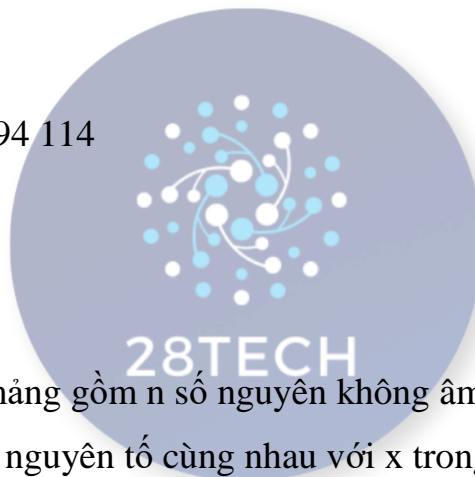 94 114
28TECH
mảng gồm n số nguyên không âm
nguyên tố cùng nhau với x trong